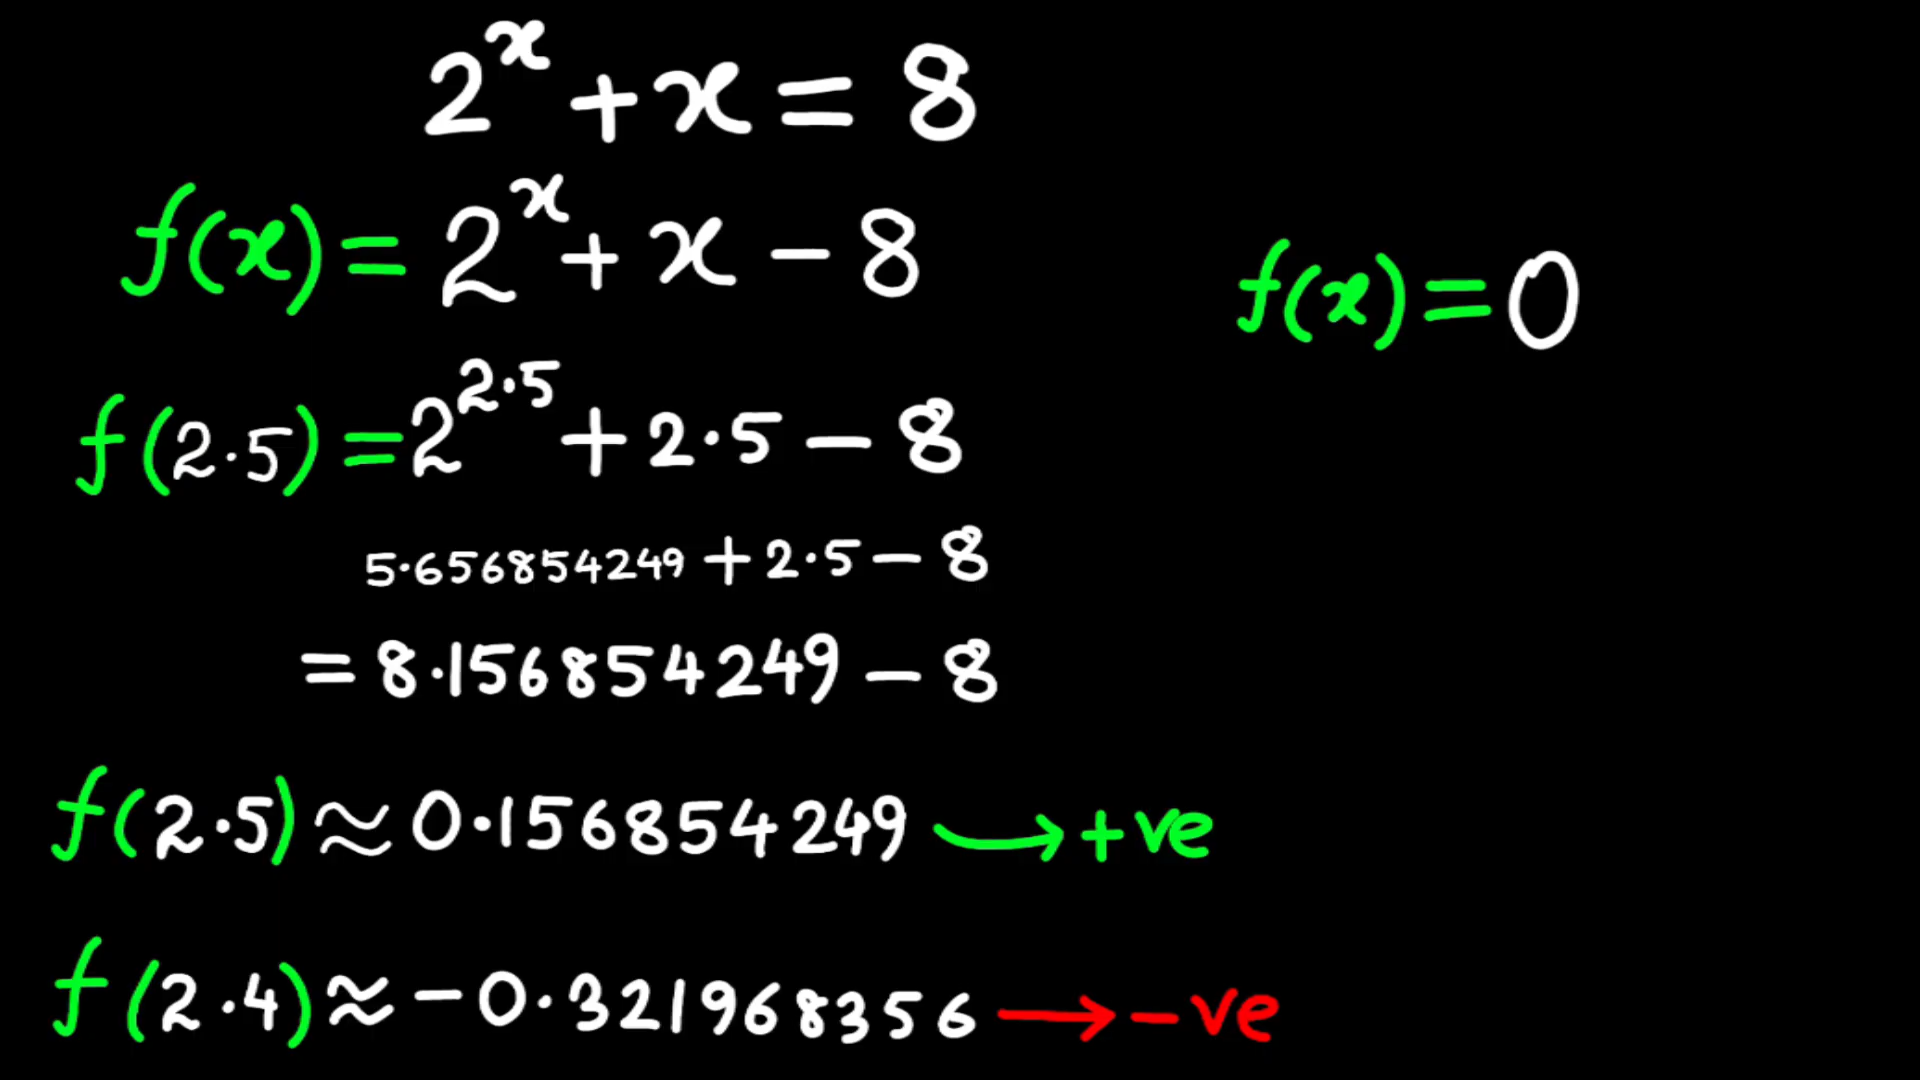 2^x + x = 8
f(x) = 2^x + x - 8
f(x) = 0
f(2.5) = 2^2.5 + 2.5 - 8
5.656854249 + 2.5 - 8
= 8.156854249 - 8
f(2.5) ≈ 0.156854249 → +ve
f(2.4) ≈ -0.321968356 → -ve